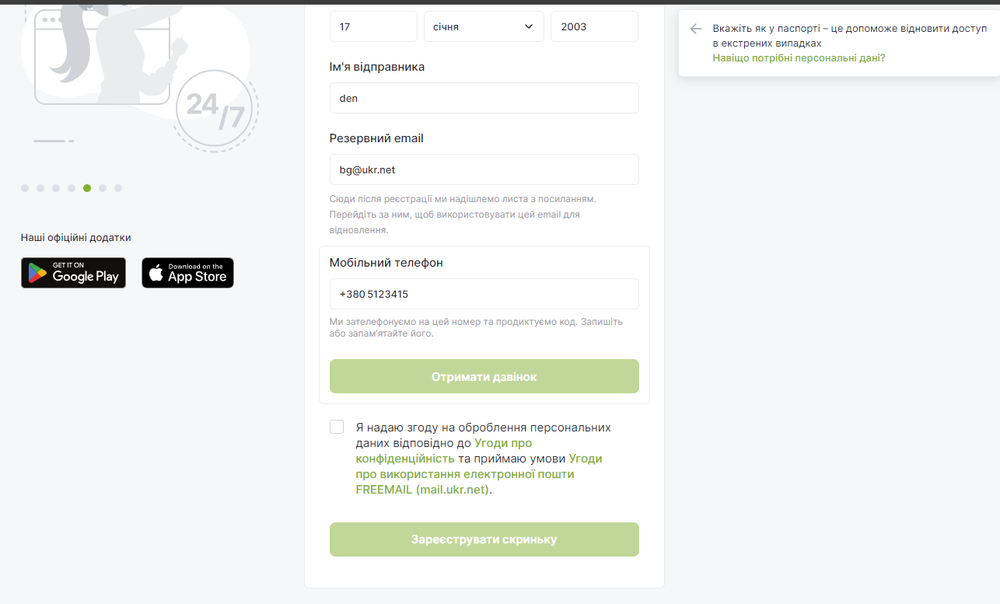 17
січня
2003
Вкажіть як у паспорті – це допоможе відновити доступ
в екстрених випадках
Навіщо потрібні персональні дані?
Ім'я відправника
den
24/7
Резервний email
bg@ukr.net
Сюди після реєстрації ми надішлемо листа з посиланням.
Перейдіть за ним, щоб використовувати цей email для
відновлення.
Наші офіційні додатки
GET IT ON
Google Play
Download on the
App Store
Мобільний телефон
+380 5123415
Ми зателефонуємо на цей номер та продиктуємо код. Запишіть
або запам'ятайте його.
Отримати дзвінок
Я надаю згоду на оброблення персональних
даних відповідно до Угоди про
конфіденційність та приймаю умови Угоди
про використання електронної пошти
FREEMAIL (mail.ukr.net).
Зареєструвати скриньку